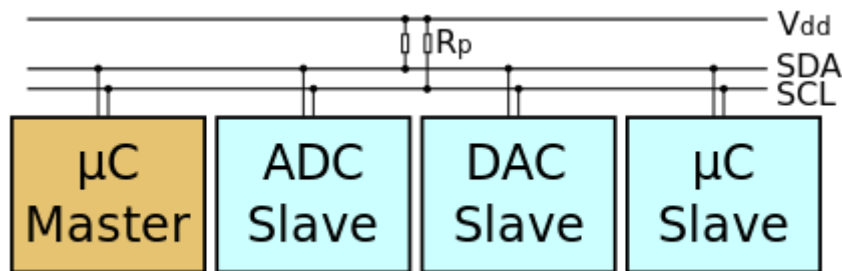 Vdd
Rp
SDA
SCL
µC
Master
ADC
Slave
DAC
Slave
µC
Slave